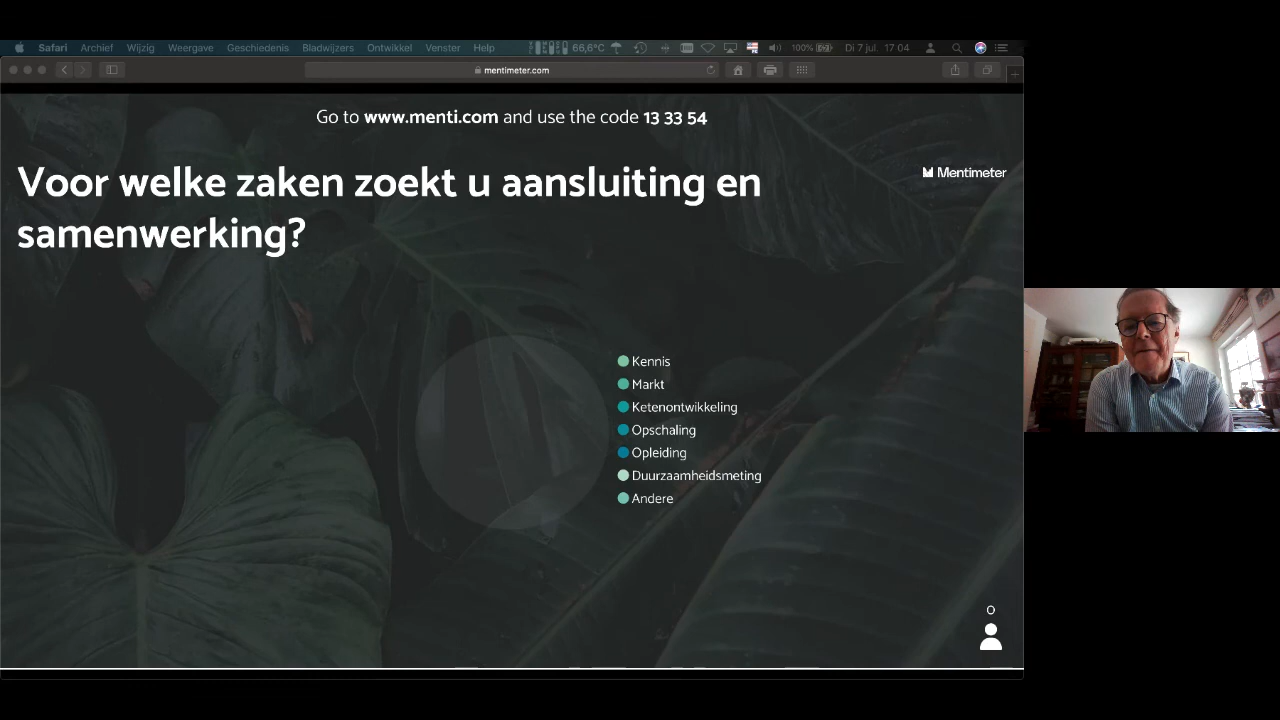 Safari Archief Wijzig Weergave Geschiedenis Bladwijzers Ontwikkel Venster Help 66,6°C 100% Di 7 jul. 17 04
mentimeter.com
Go to www.menti.com and use the code 13 33 54
Voor welke zaken zoekt u aansluiting en
samenwerking?
Mentimeter
Kennis
Markt
Ketenontwikkeling
Opschaling
Opleiding
Duurzaamheidsmeting
Andere
0